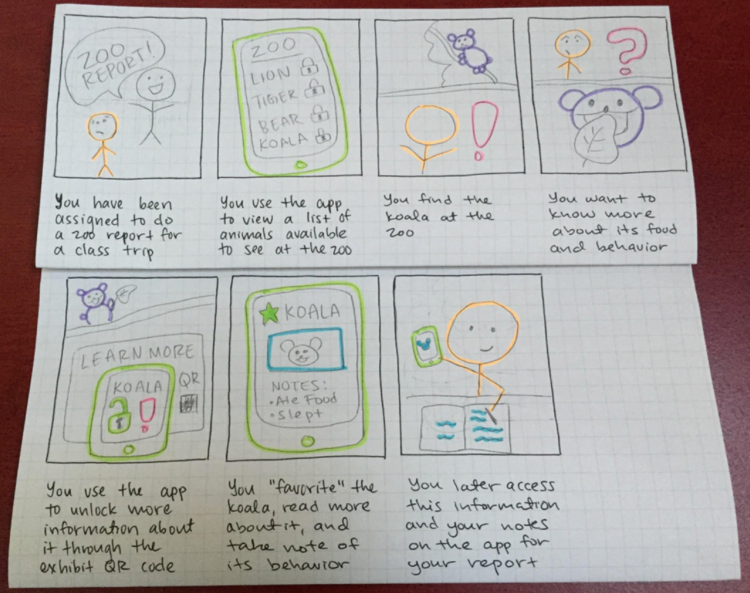 ZOO
REPORT!
You have been
assigned to do
a zoo report for
a class trip
ZOO
LION
TIGER
BEAR
KOALA
You use the app
to view a list of
animals available
to see at the zoo
!
You find the
koala at the
zoo
?
You want to
know more
about its food
and behavior
LEARN MORE
KOALA
QR
!
You use the app
to unlock more
information about
it through the
exhibit QR code
KOALA
NOTES:
• Ate Food
• Slept
You "favorite" the
koala, read more
about it, and
take note of
its behavior
You later access
this information
and your notes
on the app for
your report